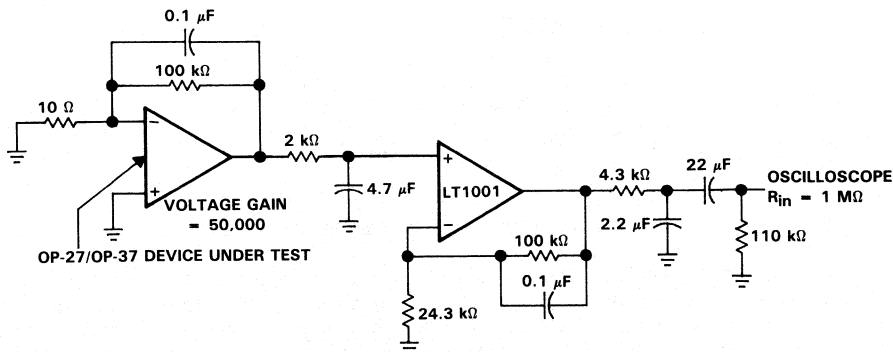 0.1 µF
100 kΩ
10 Ω
−
+
2 kΩ
4.7 µF
VOLTAGE GAIN
= 50,000
OP-27/OP-37 DEVICE UNDER TEST
+
LT1001
−
4.3 kΩ
22 µF
OSCILLOSCOPE
Rin = 1 MΩ
2.2 µF
110 kΩ
100 kΩ
0.1 µF
24.3 kΩ